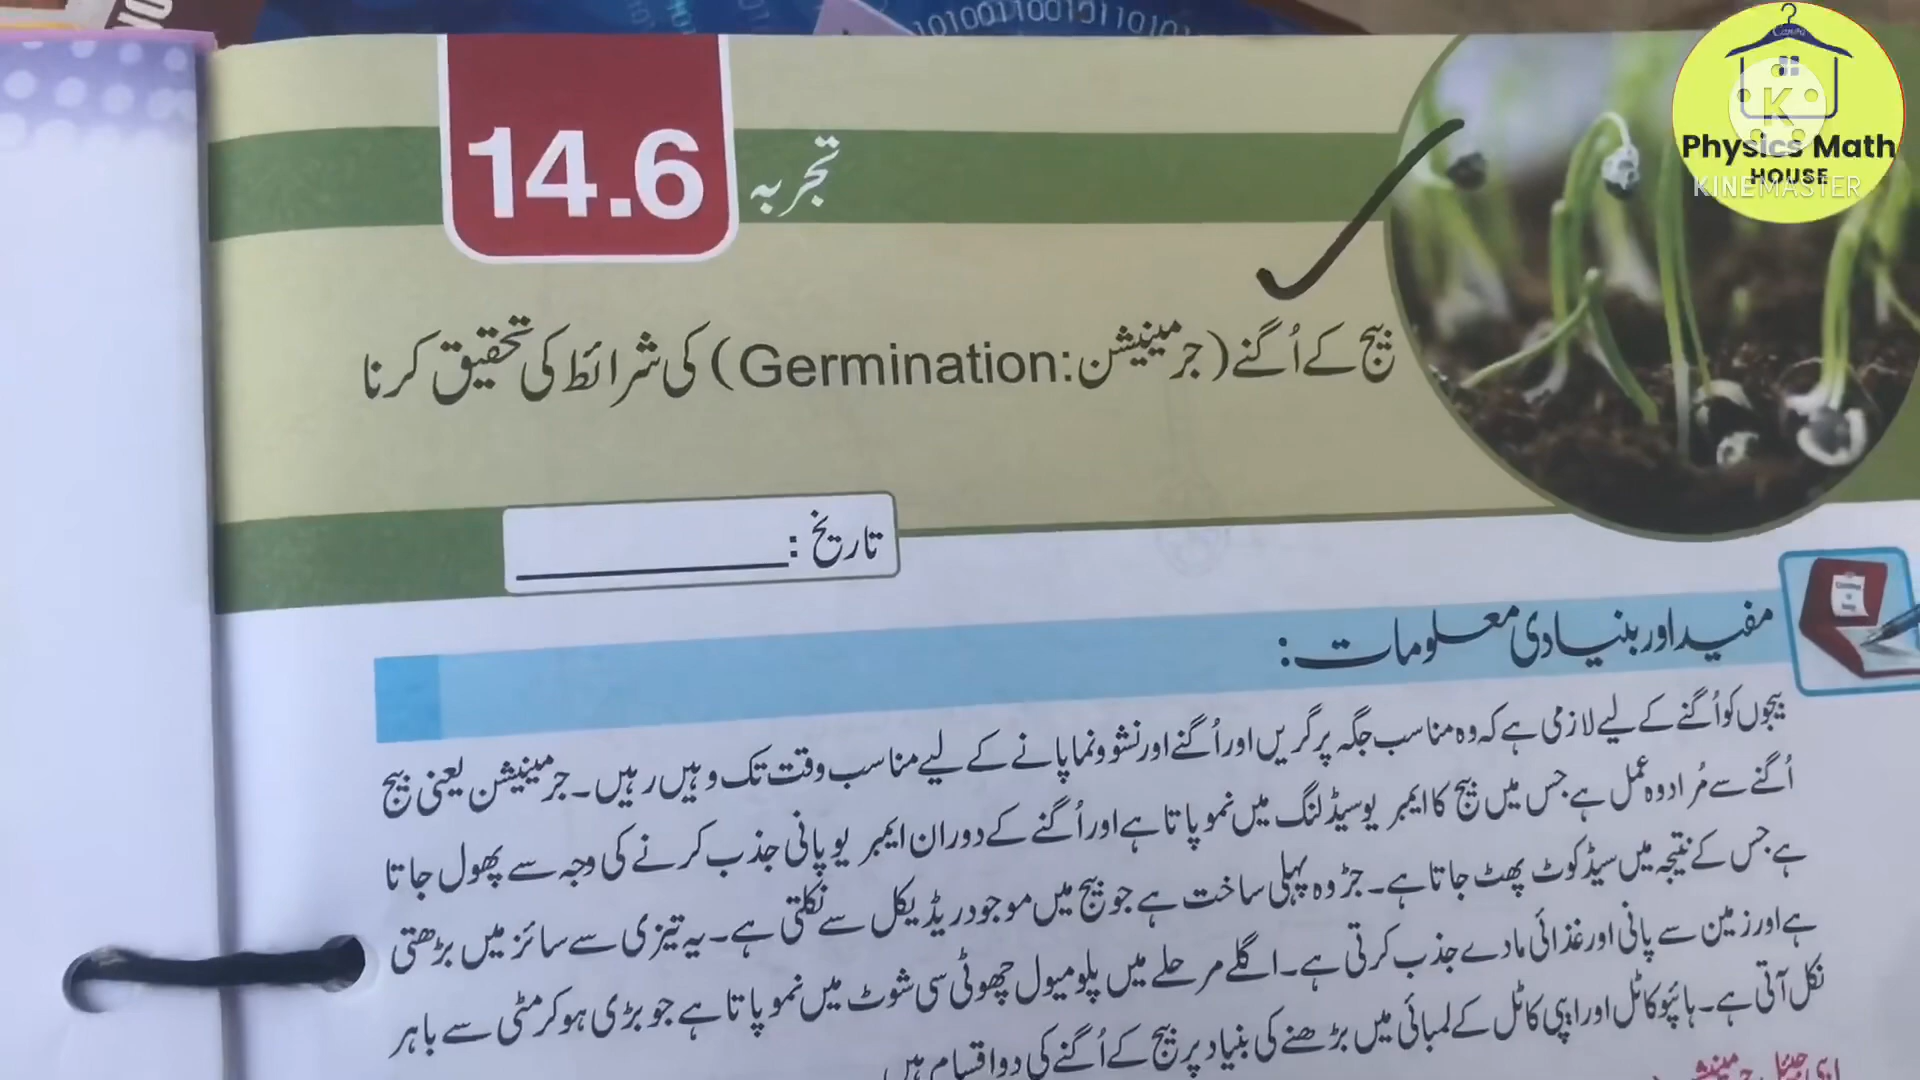 1010011001011010101
Canva
K
Physics Math
HOUSE
KINEMASTER
14.6
تجربہ
بیج کے اُگنے (جرمینیشن:Germination) کی شرائط کی تحقیق کرنا
تاریخ :
مفید اور بنیادی معلومات:
بیجوں کو اُگنے کے لیے لازمی ہے کہ وہ مناسب جگہ پر گریں اور اُگنے اور نشوونما پانے کے لیے مناسب وقت تک وہیں رہیں۔ جرمینیشن یعنی بیج
اُگنے سے مُراد وہ عمل ہے جس میں بیج کا ایمبریو سیڈلنگ میں نمو پاتا ہے اور اُگنے کے دوران ایمبریو پانی جذب کرنے کی وجہ سے پھول جاتا
ہے جس کے نتیجہ میں سیڈ کوٹ پھٹ جاتا ہے۔ جڑ وہ پہلی ساخت ہے جو بیج میں موجود ریڈیکل سے نکلتی ہے۔ یہ تیزی سے سائز میں بڑھتی
ہے اور زمین سے پانی اور غذائی مادے جذب کرتی ہے۔ اگلے مرحلے میں پلومیول چھوٹی سی شوٹ میں نمو پاتا ہے جو بڑی ہو کر مٹی سے باہر
نکل آتی ہے۔ ہائپوکاٹل اور ایپی کاٹل کے لمبائی میں بڑھنے کی بنیاد پر بیج کے اُگنے کی دو اقسام ہیں